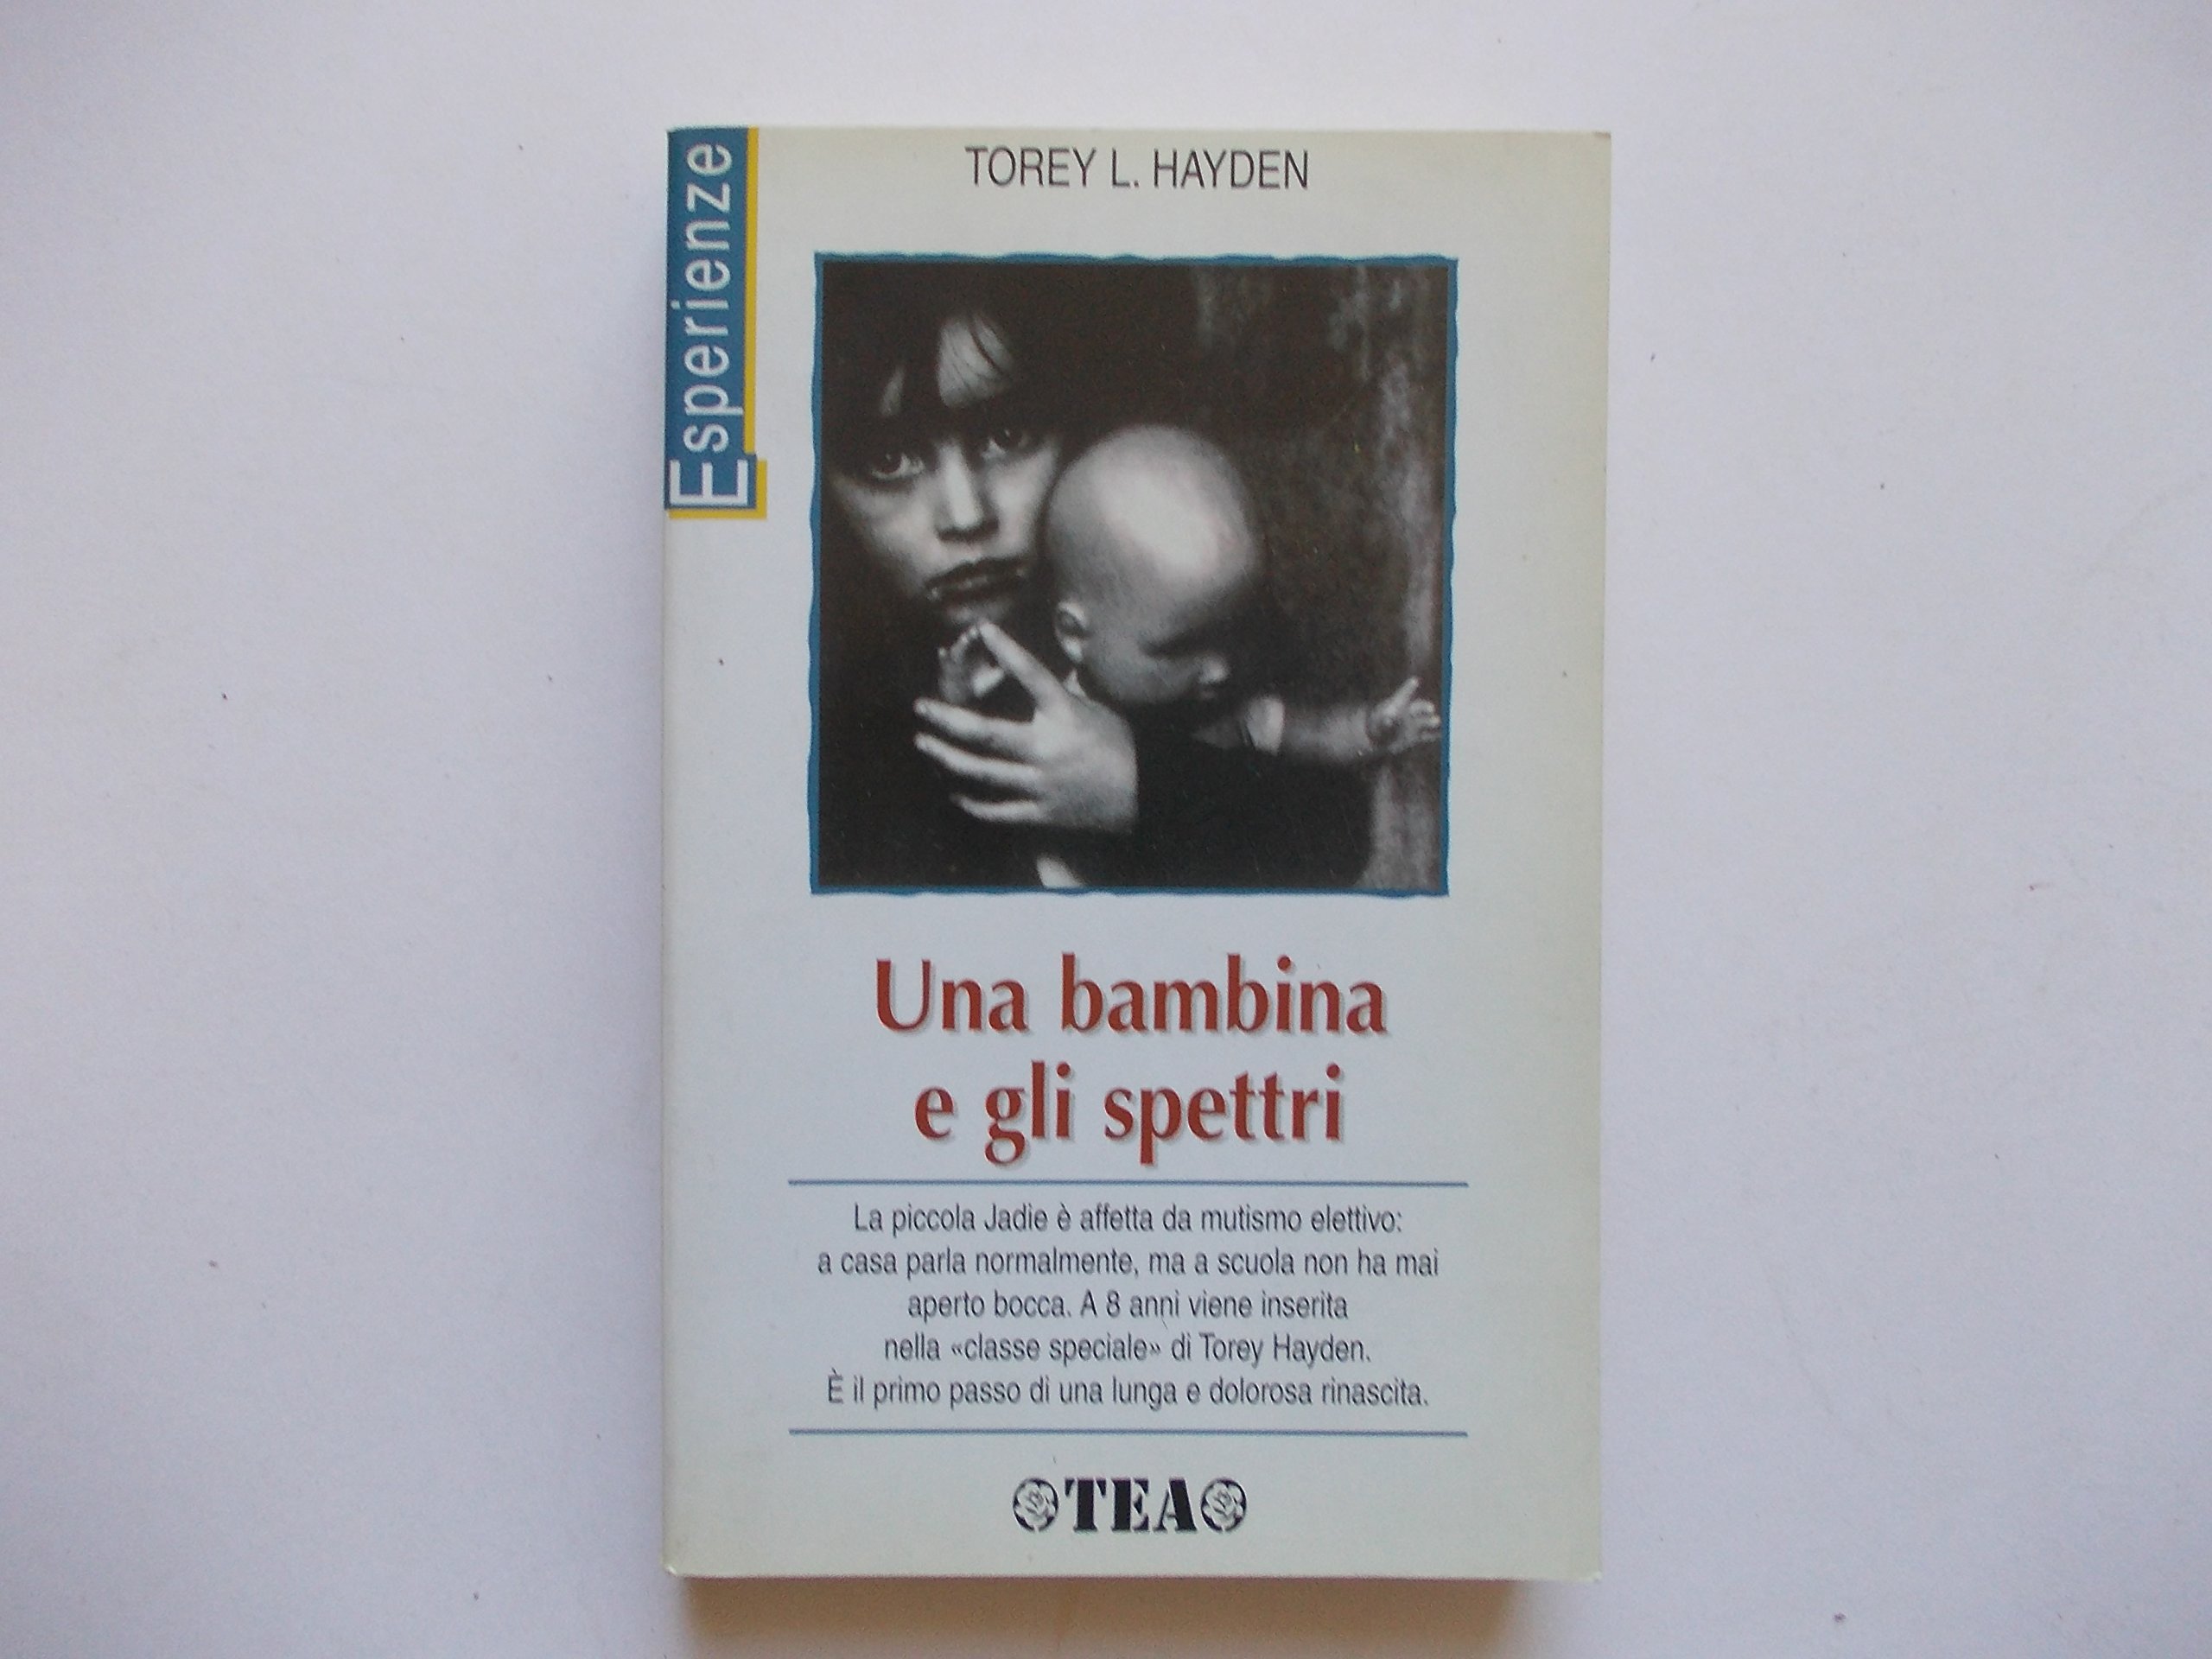 TOREY L. HAYDEN
Esperienze
Una bambina
e gli spettri
La piccola Jadie è affetta da mutismo elettivo:
a casa parla normalmente, ma a scuola non ha mai
aperto bocca. A 8 anni viene inserita
nella «classe speciale» di Torey Hayden.
È il primo passo di una lunga e dolorosa rinascita.
TEA